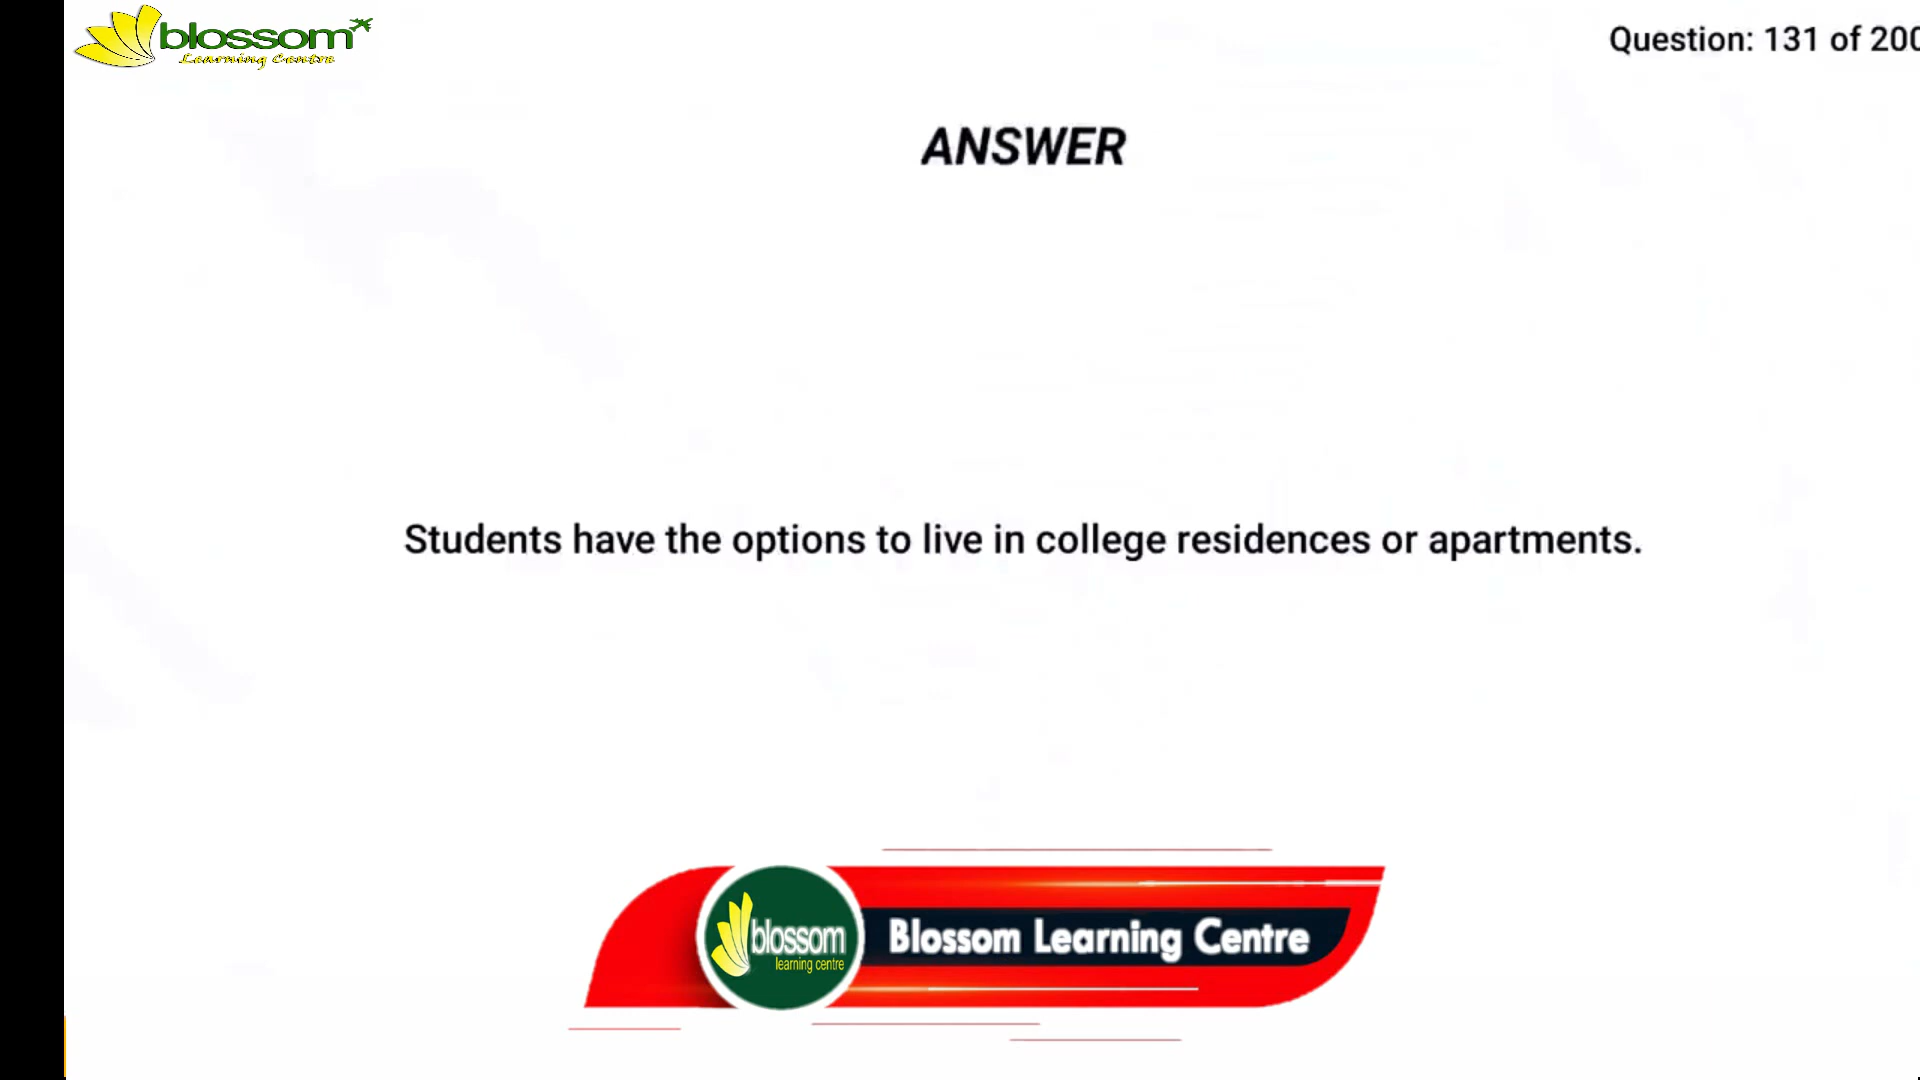 blossom
Learning Centre
Question: 131 of 200
ANSWER
Students have the options to live in college residences or apartments.
blossom
learning centre
Blossom Learning Centre